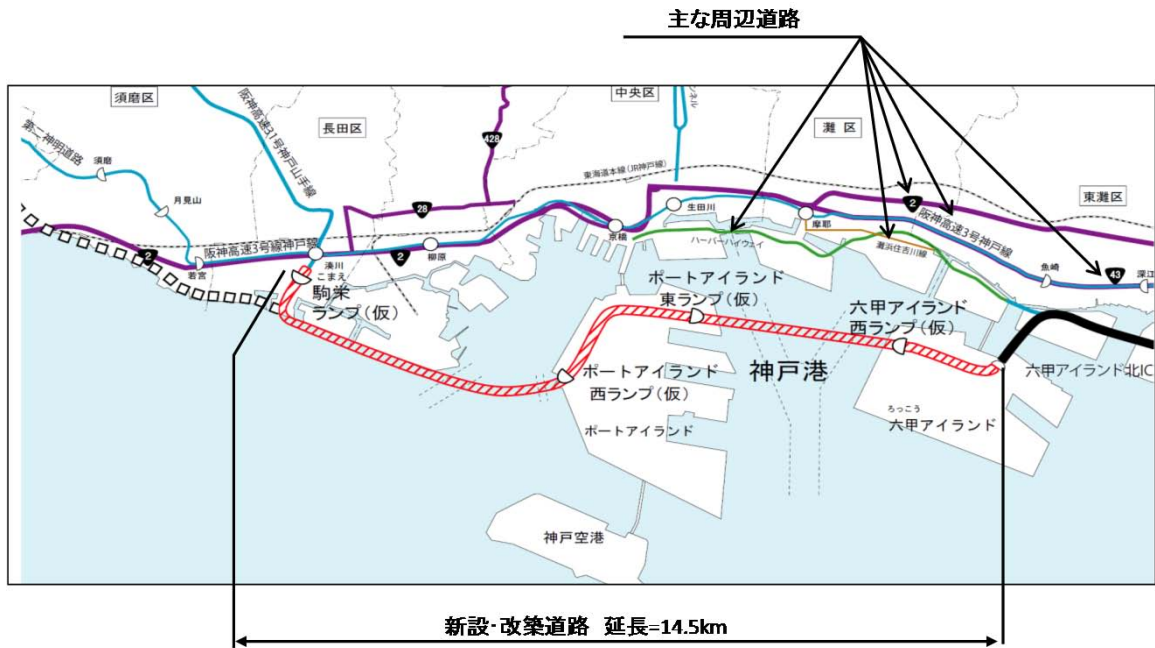 主な周辺道路
須磨区
阪神高速31号神戸山手線
長田区
中央区
ンネル
灘 区
428
第二神明道路
須磨
東海道本線(JR神戸線)
東灘区
月見山
28
生田川
2
阪神高速3号神戸線
摩耶
阪神高速3号線神戸線
京橋
ハーバーハイウェイ
灘浜住吉川線
2
若宮
湊川
2
柳原
魚崎
43
深江
こまえ
駒栄
ランプ(仮)
ポートアイランド
東ランプ(仮)
六甲アイランド
西ランプ(仮)
神戸港
六甲アイランド北IC
ポートアイランド
西ランプ(仮)
ろっこう
六甲アイランド
ポートアイランド
神戸空港
新設・改築道路 延長=14.5km